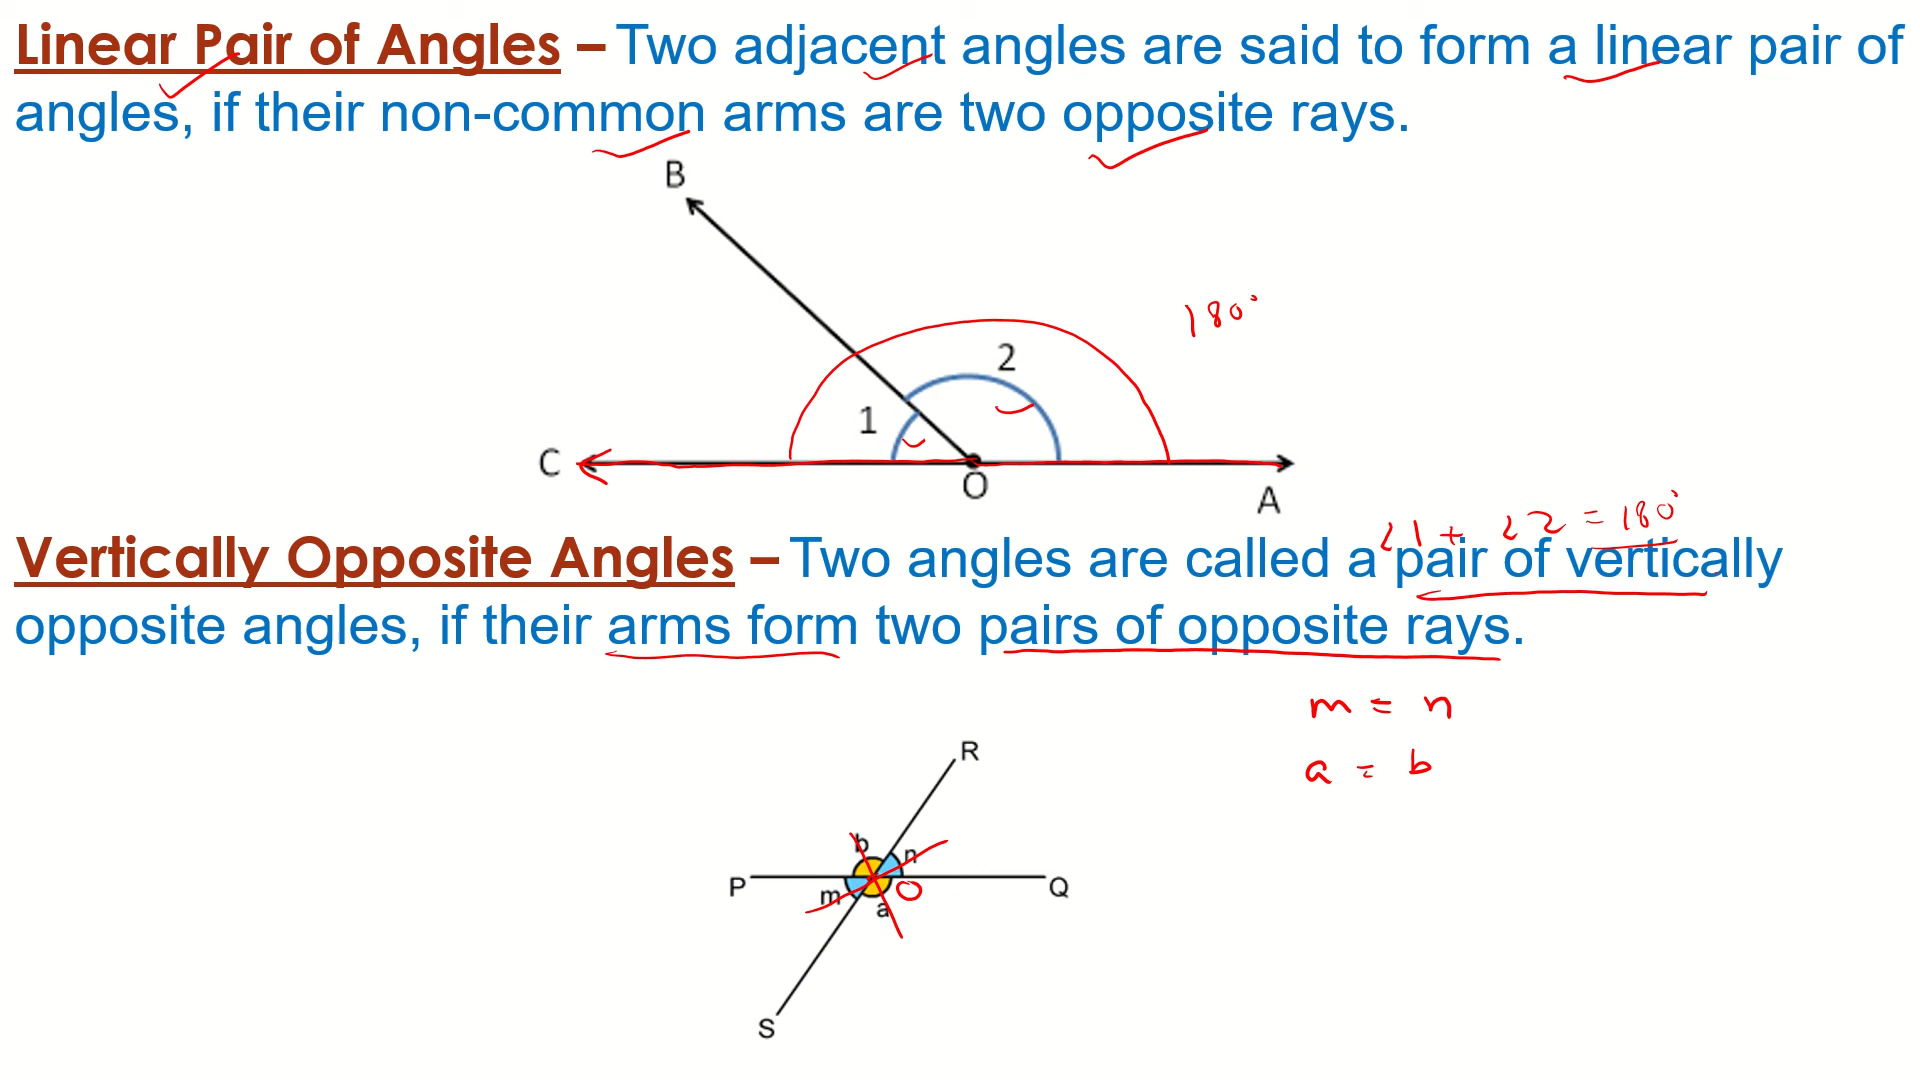 Linear Pair of Angles – Two adjacent angles are said to form a linear pair of
angles, if their non-common arms are two opposite rays.
B
180°
2
1
C
O
A
∠1 + ∠2 = 180°
Vertically Opposite Angles – Two angles are called a pair of vertically
opposite angles, if their arms form two pairs of opposite rays.
m = n
R
a = b
b
n
P
m
O
Q
a
S